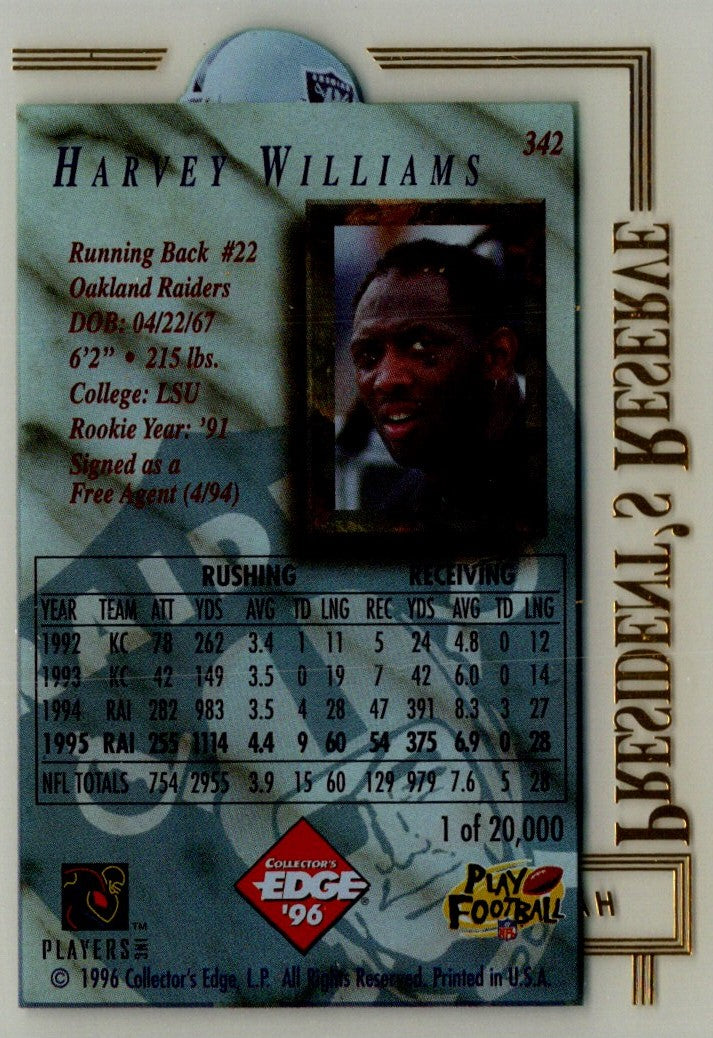 342
HARVEY WILLIAMS
Running Back #22
Oakland Raiders
DOB: 04/22/67
6'2" • 215 lbs.
College: LSU
Rookie Year: '91
Signed as a
Free Agent (4/94)
RUSHING RECEIVING
YEAR TEAM ATT YDS AVG TD LNG REC YDS AVG TD LNG
1992 KC 78 262 3.4 1 11 5 24 4.8 0 12
1993 KC 42 149 3.5 0 19 7 42 6.0 0 14
1994 RAI 282 983 3.5 4 28 47 391 8.3 3 27
1995 RAI 255 1114 4.4 9 60 54 375 6.9 0 28
NFL TOTALS 754 2955 3.9 15 60 129 979 7.6 5 28
1 of 20,000
COLLECTOR'S
EDGE
'96
PLAY
FOOTBALL
NFL
PLAYERS INC ™
© 1996 Collector's Edge, L.P. All Rights Reserved. Printed in U.S.A.
PRESIDENT'S RESERVE
HA
RAIDERS